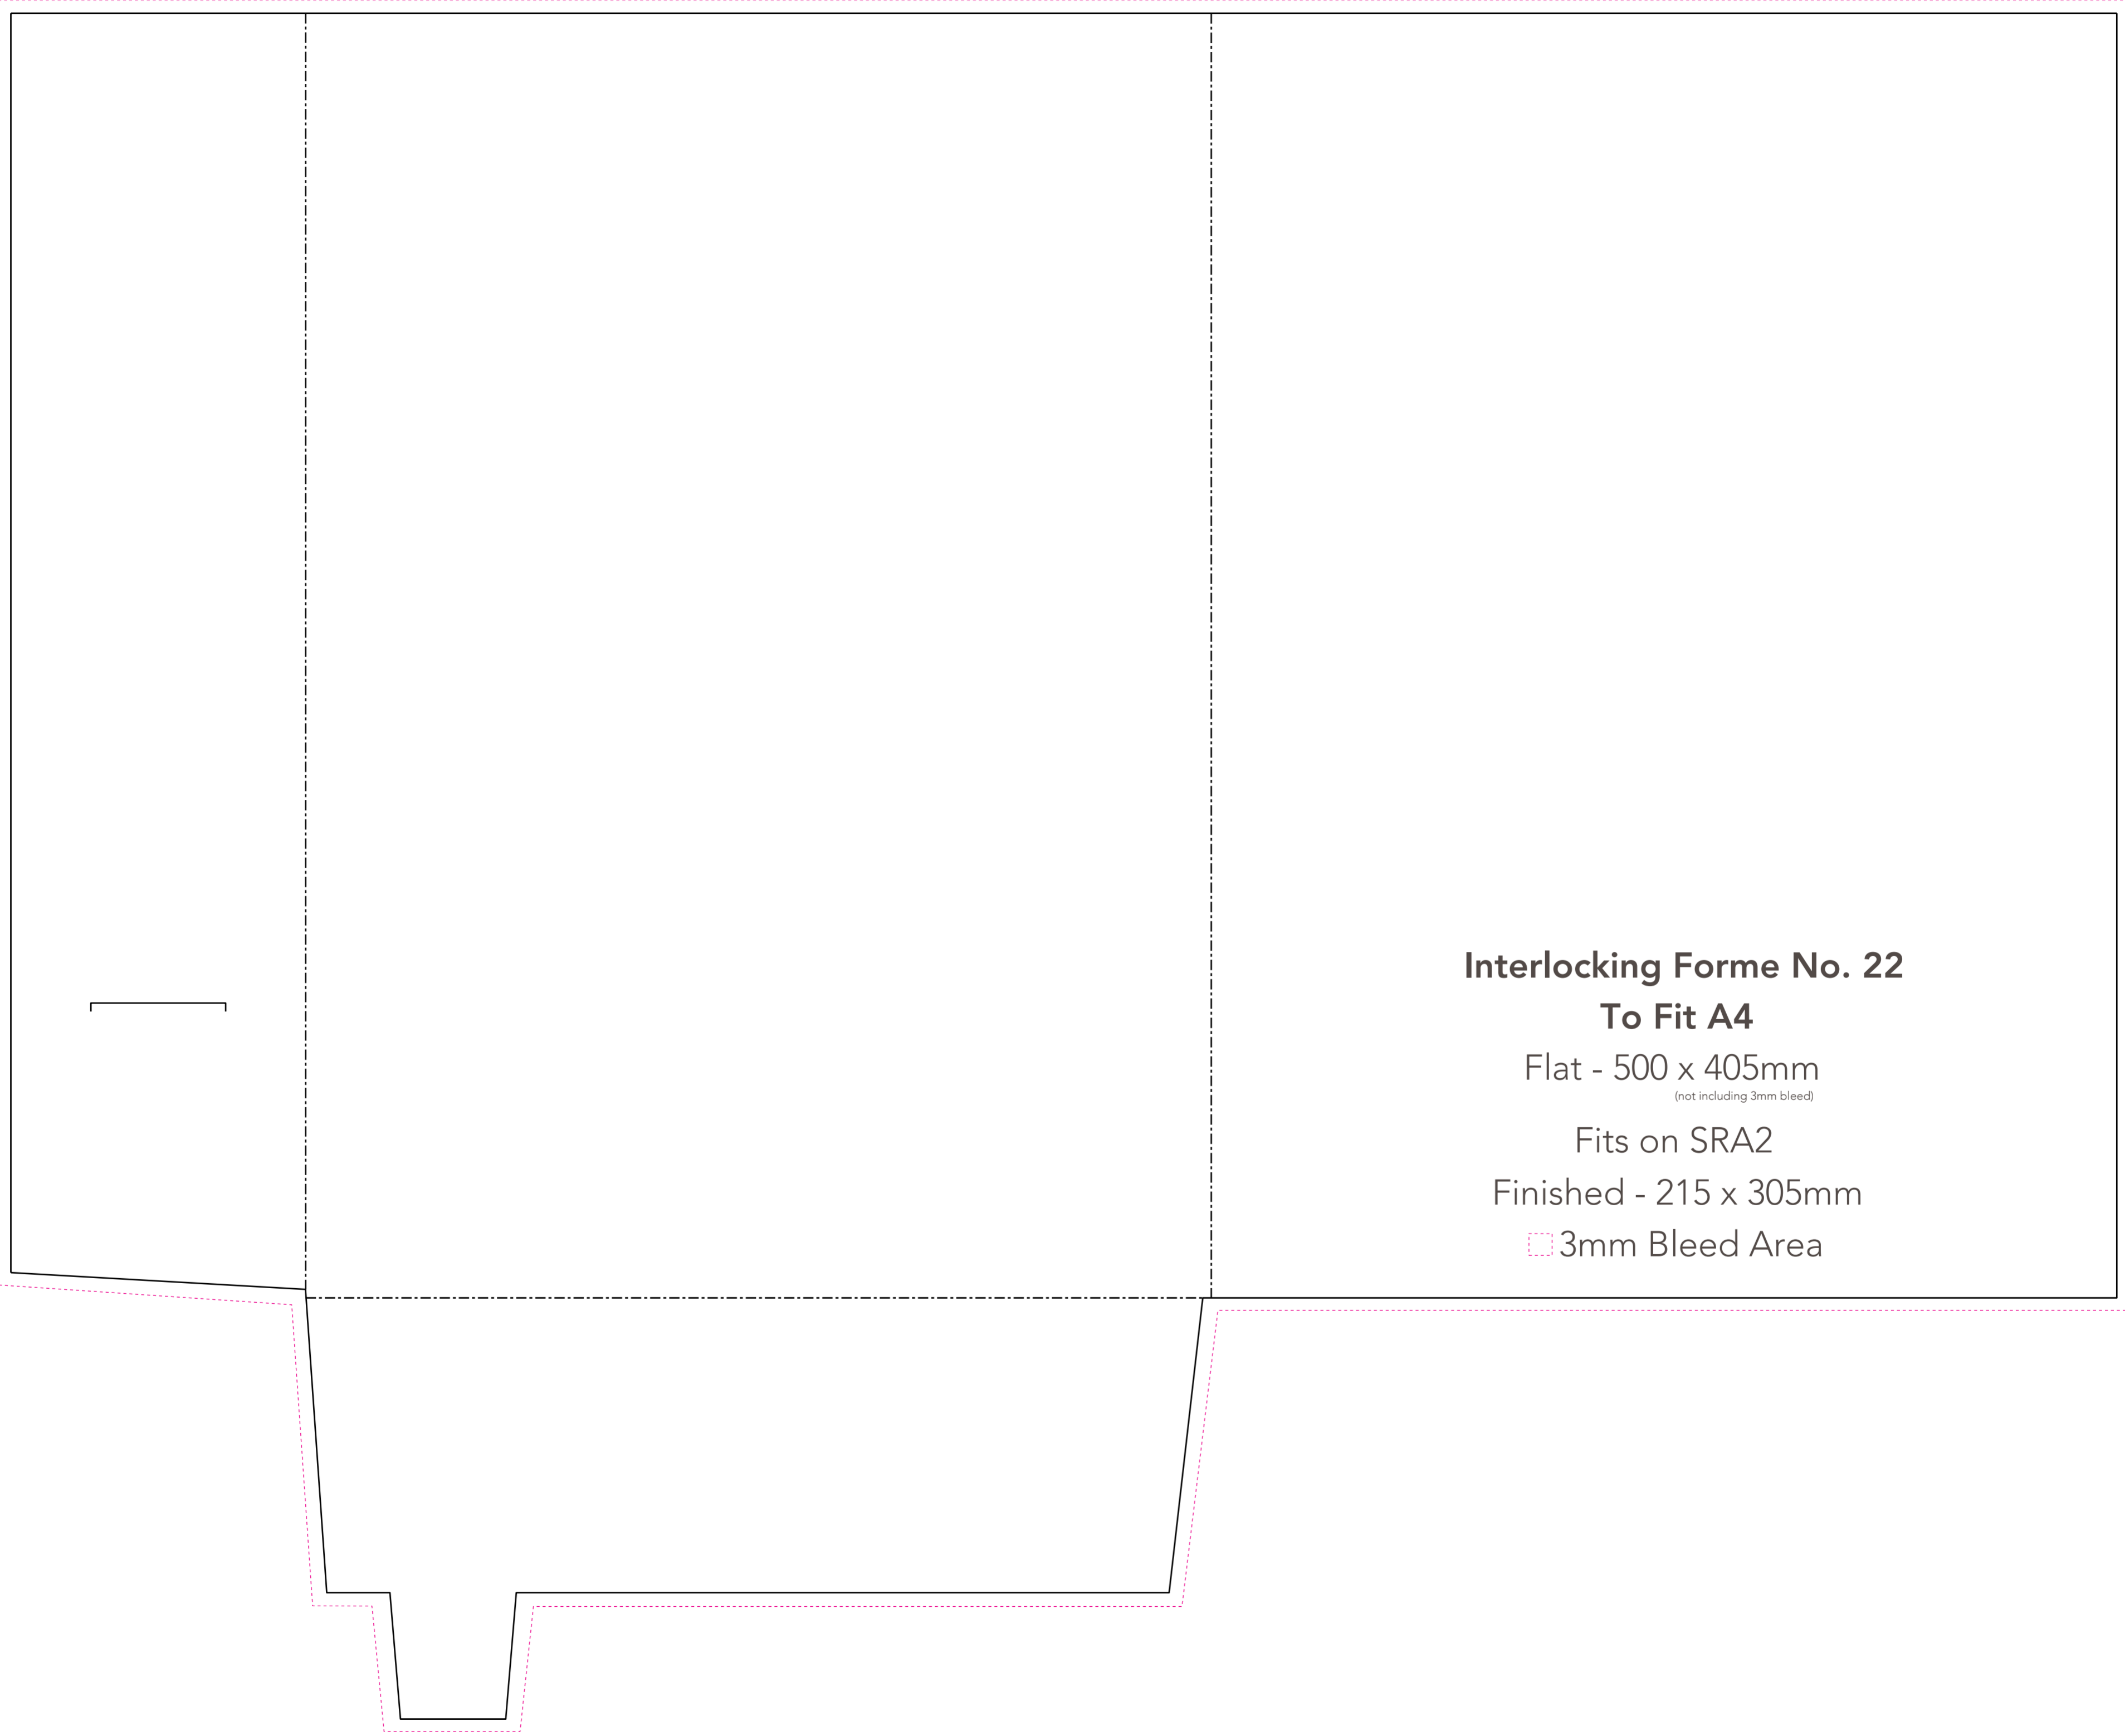 Interlocking Forme No. 22
To Fit A4
Flat - 500 x 405mm
(not including 3mm bleed)
Fits on SRA2
Finished - 215 x 305mm
3mm Bleed Area